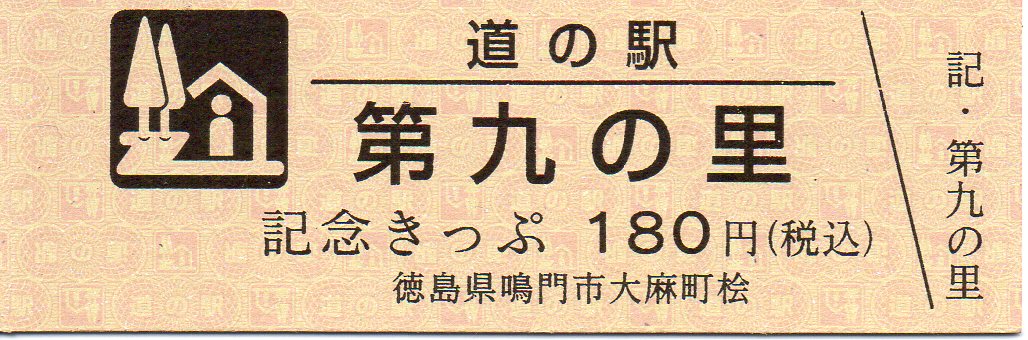 道の駅
第九の里
記念きっぷ 180円(税込)
徳島県鳴門市大麻町桧
記・第九の里